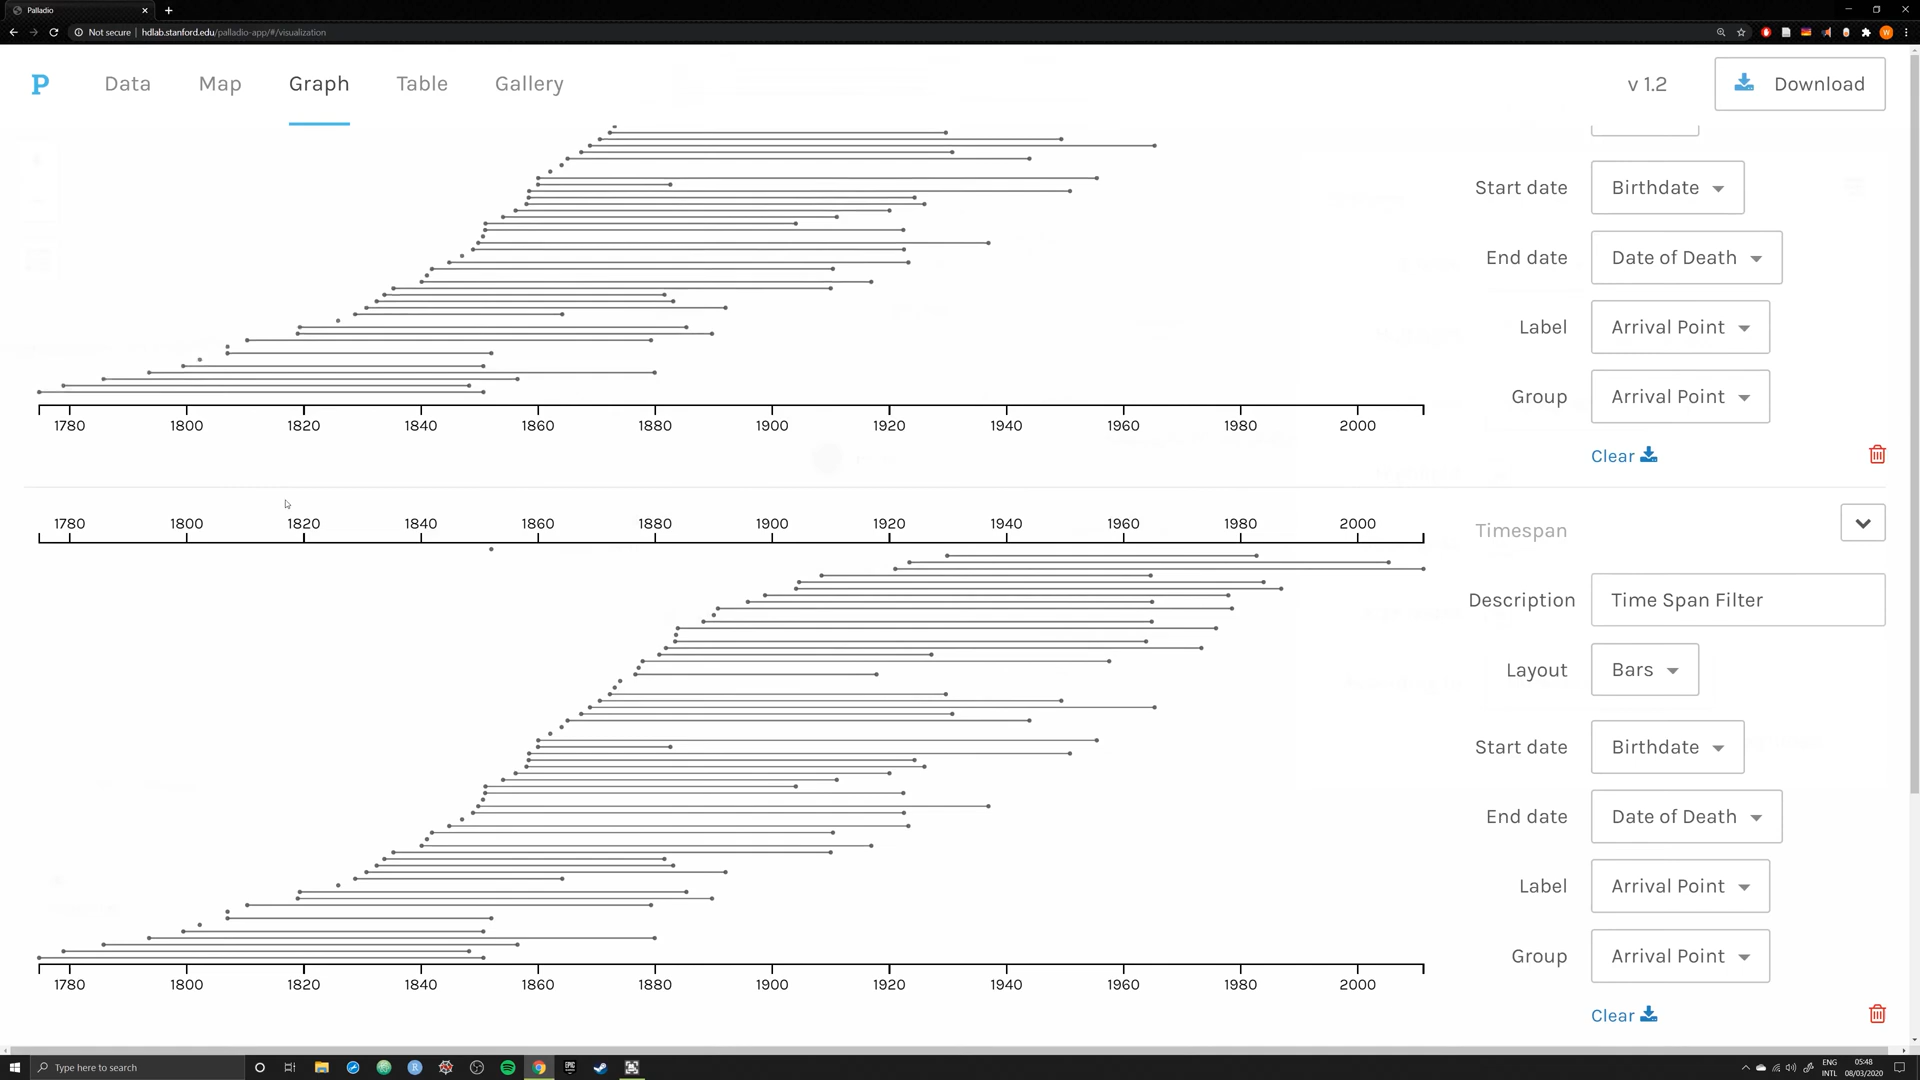 Palladio
Not secure | hdlab.stanford.edu/palladio-app/#/visualization
P Data Map Graph Table Gallery v 1.2 Download
Start date Birthdate
End date Date of Death
Label Arrival Point
Group Arrival Point
1780 1800 1820 1840 1860 1880 1900 1920 1940 1960 1980 2000
Clear
1780 1800 1820 1840 1860 1880 1900 1920 1940 1960 1980 2000
Timespan
Description Time Span Filter
Layout Bars
Start date Birthdate
End date Date of Death
Label Arrival Point
Group Arrival Point
1780 1800 1820 1840 1860 1880 1900 1920 1940 1960 1980 2000
Clear
Type here to search
ENG
INTL
05:48
08/03/2020